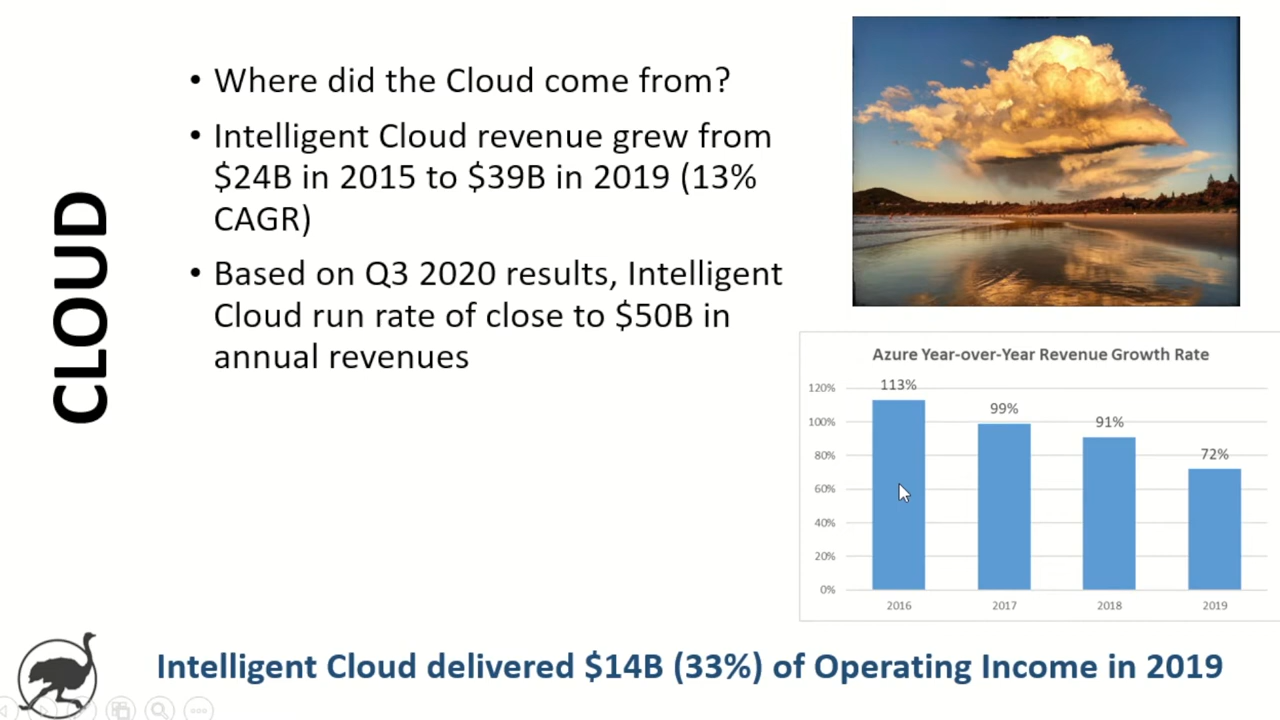 CLOUD
• Where did the Cloud come from?
• Intelligent Cloud revenue grew from
$24B in 2015 to $39B in 2019 (13%
CAGR)
• Based on Q3 2020 results, Intelligent
Cloud run rate of close to $50B in
annual revenues
Azure Year-over-Year Revenue Growth Rate
120%
100%
80%
60%
40%
20%
0%
113%
99%
91%
72%
2016 2017 2018 2019
Intelligent Cloud delivered $14B (33%) of Operating Income in 2019